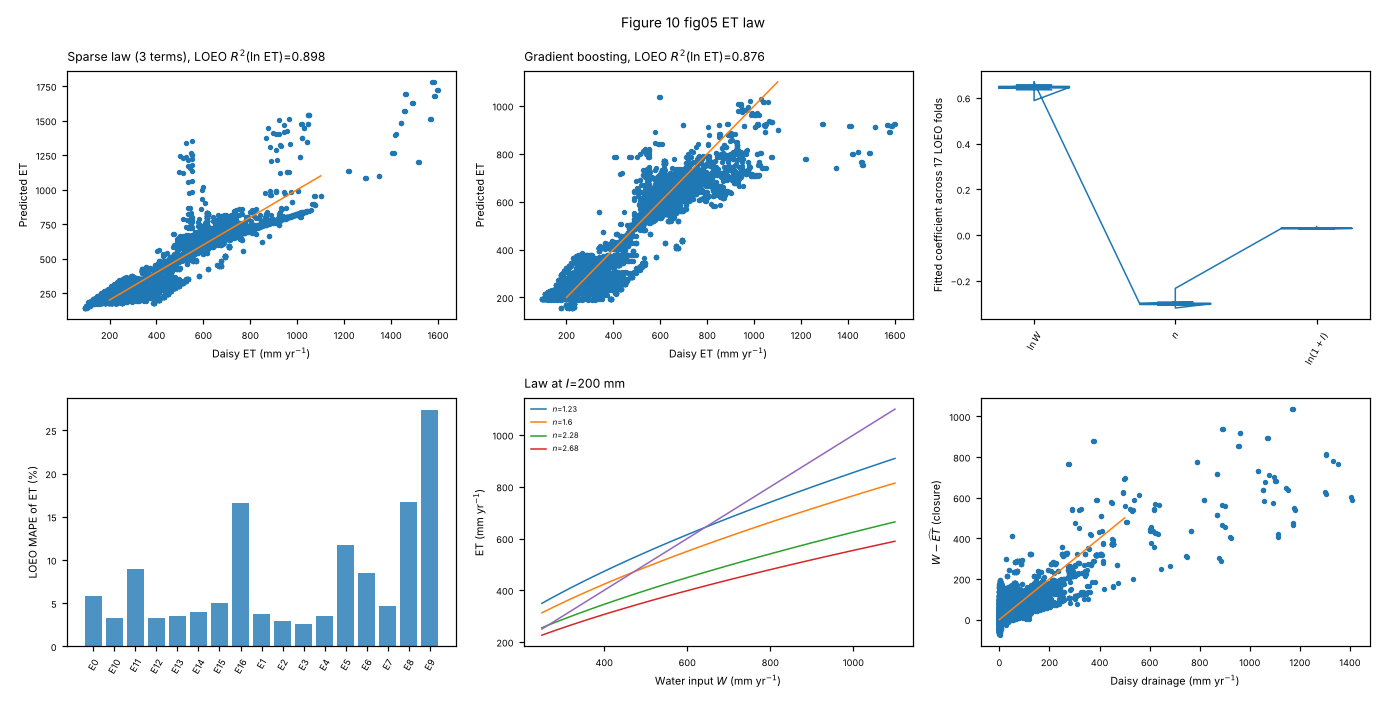 Figure 10 fig05 ET law
Sparse law (3 terms), LOEO R²(ln ET)=0.898
Predicted ET
1750
1500
1250
1000
750
500
250
200 400 600 800 1000 1200 1400 1600
Daisy ET (mm yr⁻¹)
Gradient boosting, LOEO R²(ln ET)=0.876
Predicted ET
1000
800
600
400
200
200 400 600 800 1000 1200 1400 1600
Daisy ET (mm yr⁻¹)
Fitted coefficient across 17 LOEO folds
0.6
0.4
0.2
0.0
−0.2
ln W
n
ln(1 + I)
LOEO MAPE of ET (%)
25
20
15
10
5
0
E0 E10 E11 E12 E13 E14 E15 E16 E1 E2 E3 E4 E5 E6 E7 E8 E9
Law at I=200 mm
n=1.23
n=1.6
n=2.28
n=2.68
ET (mm yr⁻¹)
1000
800
600
400
200
400 600 800 1000
Water input W (mm yr⁻¹)
W − E͡T (closure)
1000
800
600
400
200
0
0 200 400 600 800 1000 1200 1400
Daisy drainage (mm yr⁻¹)